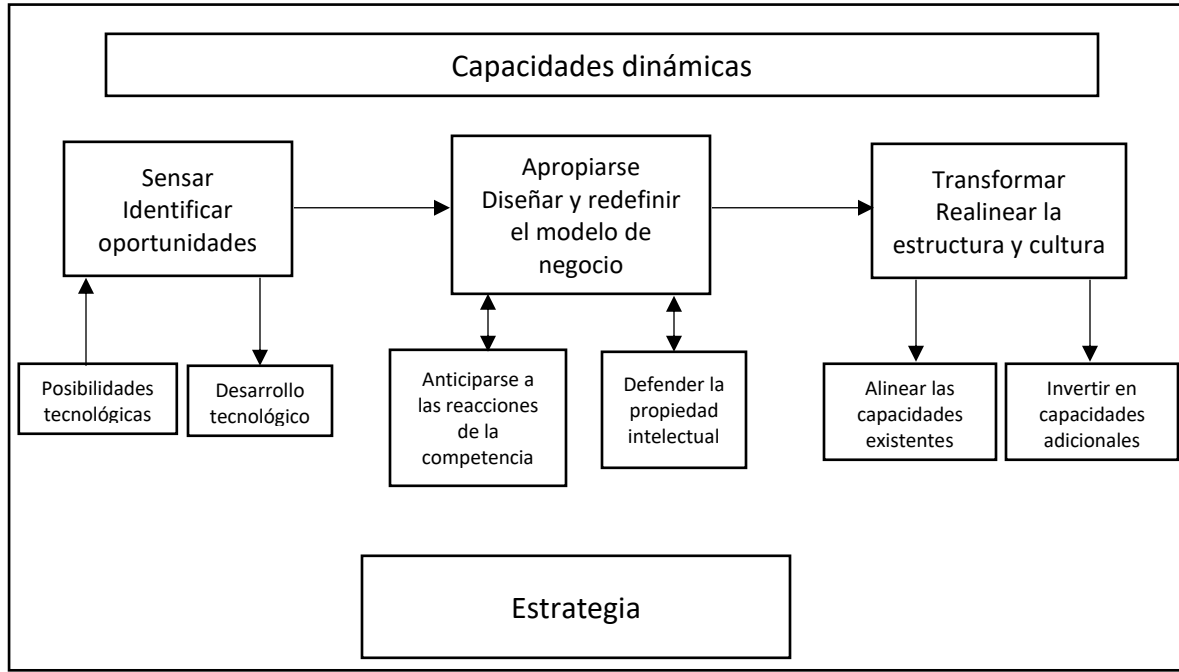 Capacidades dinámicas
Sensar
Identificar
oportunidades
Apropiarse
Diseñar y redefinir
el modelo de
negocio
Transformar
Realinear la
estructura y cultura
Posibilidades
tecnológicas
Desarrollo
tecnológico
Anticiparse a
las reacciones
de la
competencia
Defender la
propiedad
intelectual
Alinear las
capacidades
existentes
Invertir en
capacidades
adicionales
Estrategia